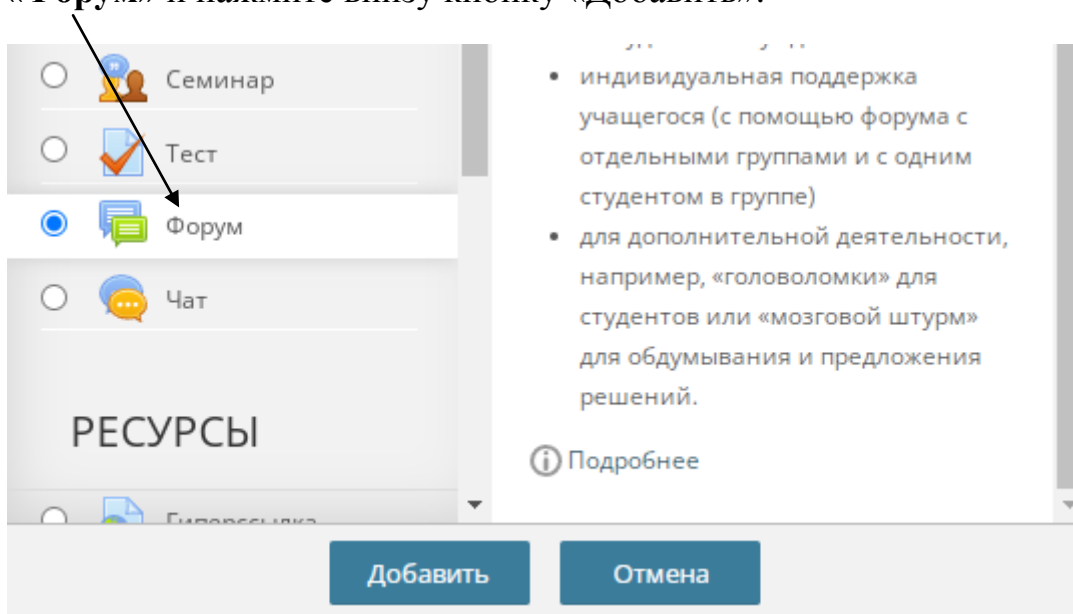 «Форум» и нажмите внизу кнопку «Добавить».
Семинар
Тест
Форум
Чат
РЕСУРСЫ
Гиперссылка
индивидуальная поддержка
учащегося (с помощью форума с
отдельными группами и с одним
студентом в группе)
для дополнительной деятельности,
например, «головоломки» для
студентов или «мозговой штурм»
для обдумывания и предложения
решений.
Подробнее
Добавить
Отмена